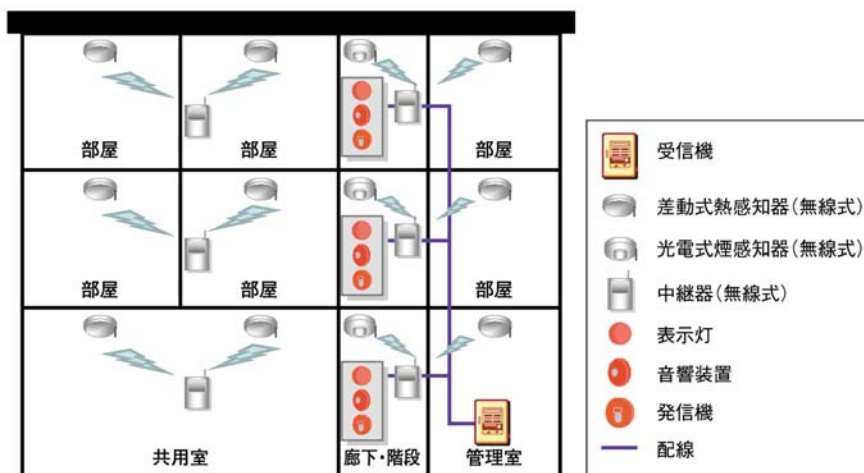 部屋
部屋
部屋
部屋
部屋
部屋
共用室
廊下・階段
管理室
受信機
差動式熱感知器(無線式)
光電式煙感知器(無線式)
中継器(無線式)
表示灯
音響装置
発信機
配線